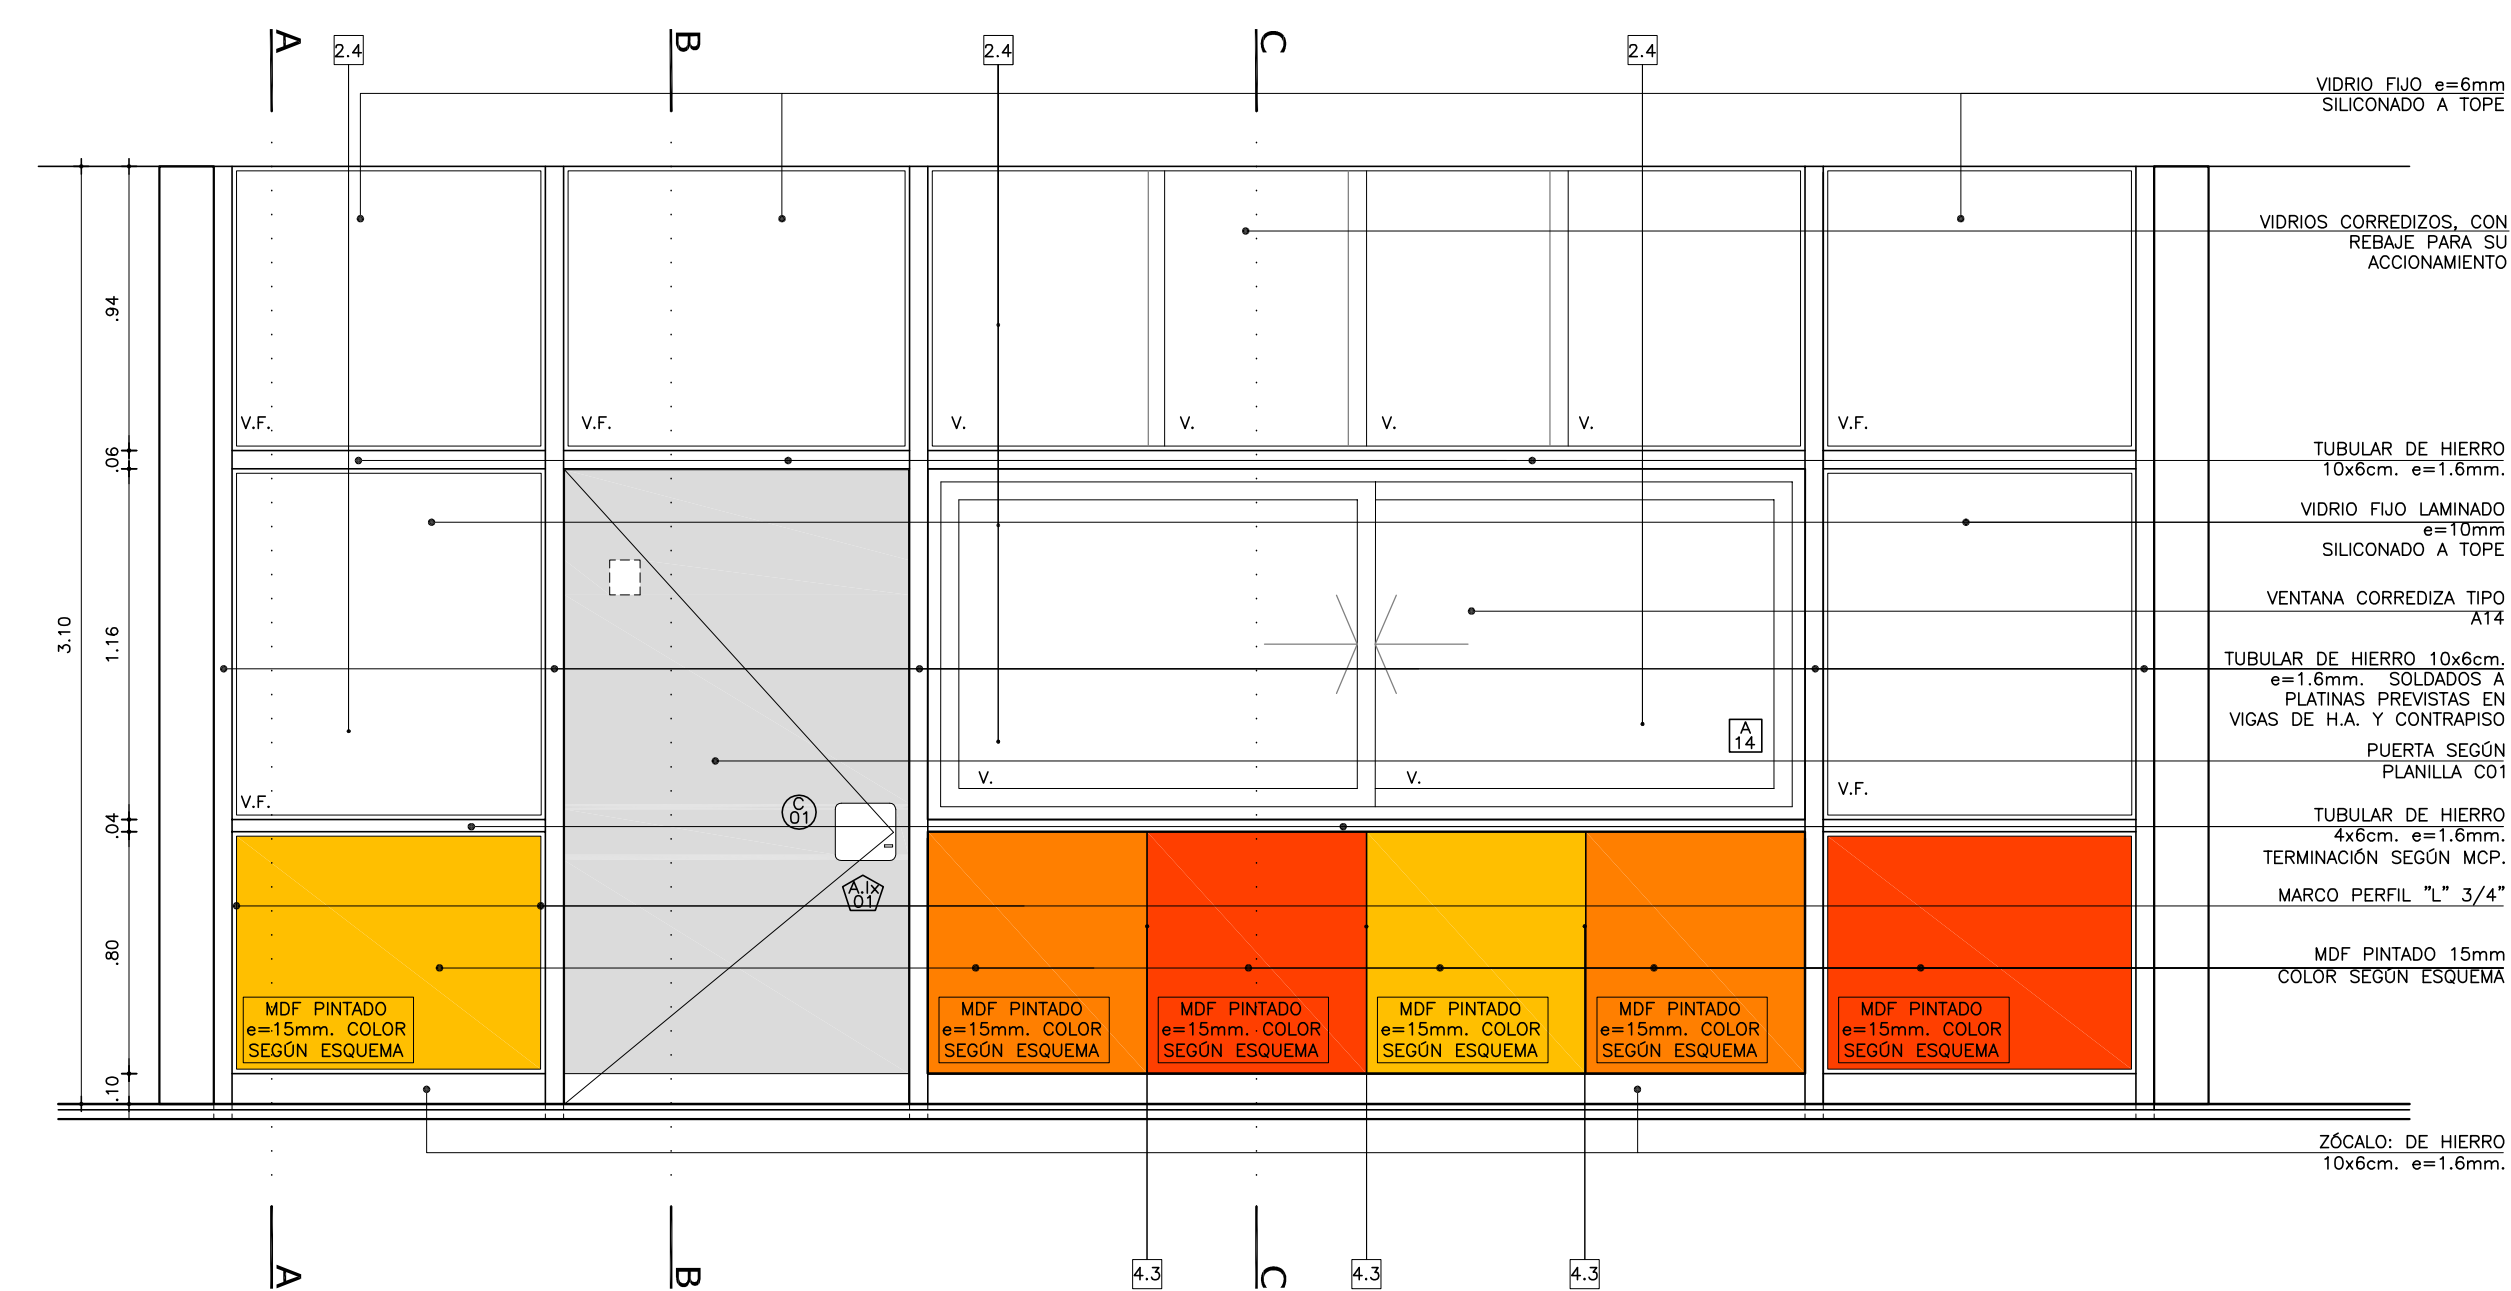 A
2.4
B
2.4
C
2.4
VIDRIO FIJO e=6mm
SILICONADO A TOPE
VIDRIOS CORREDIZOS, CON
REBAJE PARA SU
ACCIONAMIENTO
.94
V.F.
V.F.
V.
V.
V.
V.
V.F.
.06
TUBULAR DE HIERRO
10x6cm. e=1.6mm.
VIDRIO FIJO LAMINADO
e=10mm
SILICONADO A TOPE
VENTANA CORREDIZA TIPO
A14
3.10
1.16
TUBULAR DE HIERRO 10x6cm.
e=1.6mm. SOLDADOS A
PLATINAS PREVISTAS EN
VIGAS DE H.A. Y CONTRAPISO
A
14
PUERTA SEGÚN
PLANILLA C01
V.F.
V.
V.
V.F.
C
01
.04
TUBULAR DE HIERRO
4x6cm. e=1.6mm.
TERMINACIÓN SEGÚN MCP.
A.Ix
01
MARCO PERFIL "L" 3/4"
.80
MDF PINTADO 15mm
COLOR SEGÚN ESQUEMA
MDF PINTADO
e=15mm. COLOR
SEGÚN ESQUEMA
MDF PINTADO
e=15mm. COLOR
SEGÚN ESQUEMA
MDF PINTADO
e=15mm. COLOR
SEGÚN ESQUEMA
MDF PINTADO
e=15mm. COLOR
SEGÚN ESQUEMA
MDF PINTADO
e=15mm. COLOR
SEGÚN ESQUEMA
MDF PINTADO
e=15mm. COLOR
SEGÚN ESQUEMA
.10
ZÓCALO: DE HIERRO
10x6cm. e=1.6mm.
A
B
4.3
C
4.3
4.3